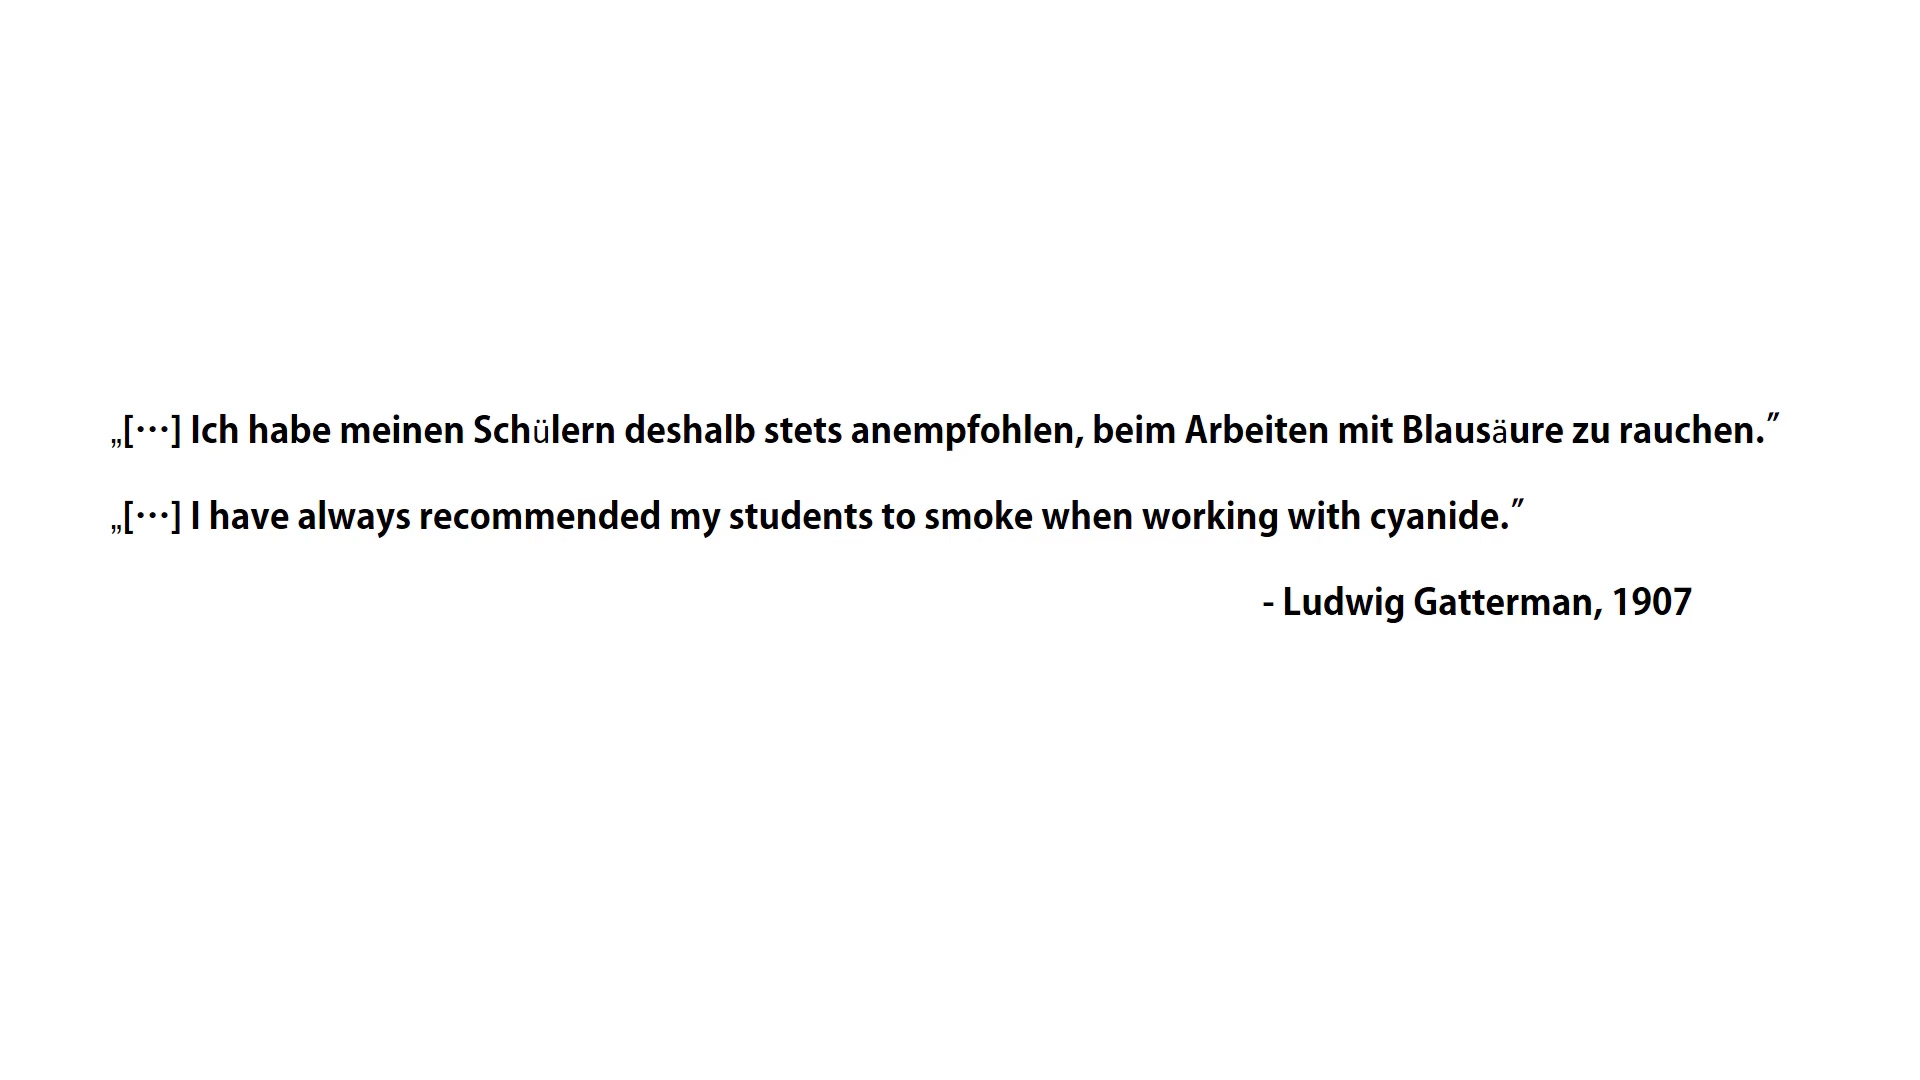 „[⋯] Ich habe meinen Schülern deshalb stets anempfohlen, beim Arbeiten mit Blausäure zu rauchen.″
„[⋯] I have always recommended my students to smoke when working with cyanide.″
- Ludwig Gatterman, 1907